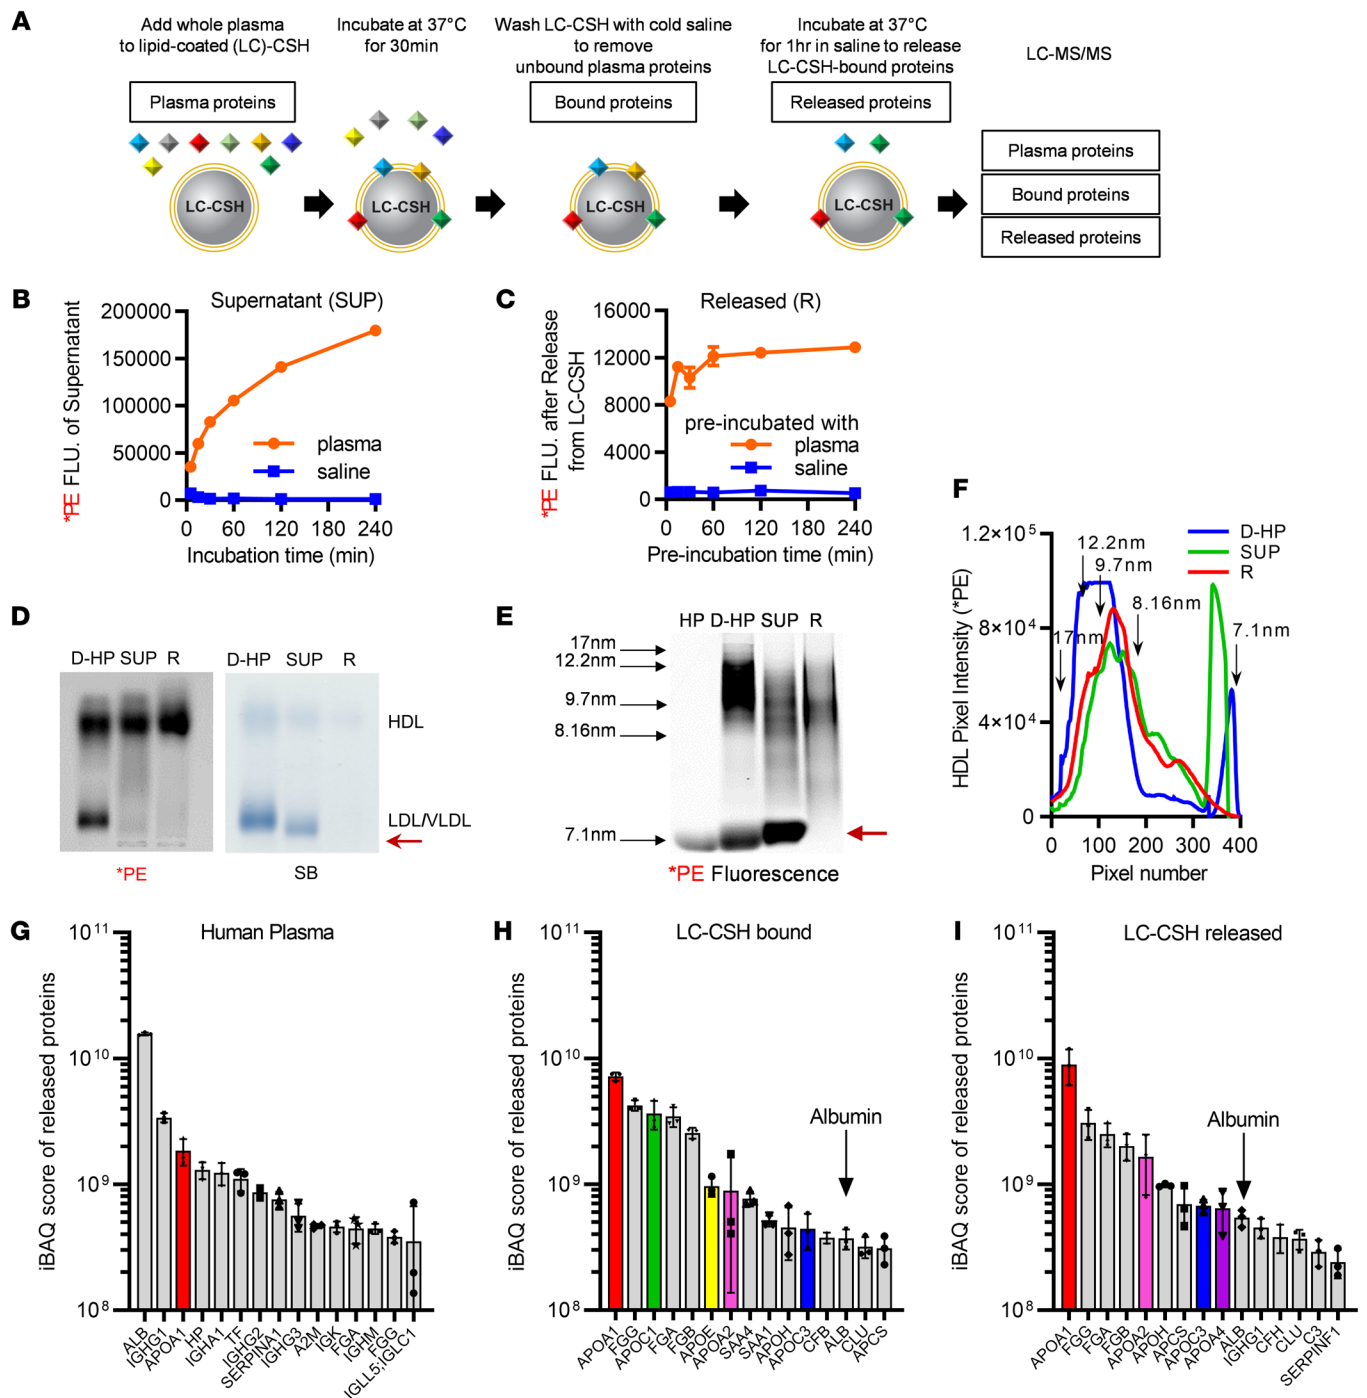 A
Add whole plasma
to lipid-coated (LC)-CSH
Incubate at 37°C
for 30min
Wash LC-CSH with cold saline
to remove
unbound plasma proteins
Incubate at 37°C
for 1hr in saline to release
LC-CSH-bound proteins
LC-MS/MS
Plasma proteins
Bound proteins
Released proteins
LC-CSH
LC-CSH
LC-CSH
LC-CSH
Plasma proteins
Bound proteins
Released proteins
B
Supernatant (SUP)
*PE FLU. of Supernatant
200000
150000
100000
50000
0
plasma
saline
0 60 120 180 240
Incubation time (min)
C
Released (R)
*PE FLU. after Release
from LC-CSH
16000
12000
8000
4000
0
pre-incubated with
plasma
saline
0 60 120 180 240
Pre-incubation time (min)
D
D-HP SUP R
D-HP SUP R
HDL
LDL/VLDL
*PE
SB
E
HP D-HP SUP R
17nm
12.2nm
9.7nm
8.16nm
7.1nm
*PE Fluorescence
F
HDL Pixel Intensity (*PE)
1.2×10⁵
8×10⁴
4×10⁴
0
D-HP
SUP
R
12.2nm
9.7nm
17nm
8.16nm
7.1nm
0 100 200 300 400
Pixel number
G
Human Plasma
iBAQ score of released proteins
10¹¹
10¹⁰
10⁹
10⁸
ALB
IGHG1
APOA1
HP
IGHA1
TF
IGHG2
SERPINA1
IGHG3
A2M
IGK
FGA
IGHM
FGG
IGLL5;IGLC1
H
LC-CSH bound
iBAQ score of released proteins
10¹¹
10¹⁰
10⁹
10⁸
Albumin
APOA1
FGG
APOC1
FGA
FGB
APOE
APOA2
SAA4
SAA1
APOH
APOC3
CFB
ALB
CLU
APCS
I
LC-CSH released
iBAQ score of released proteins
10¹¹
10¹⁰
10⁹
10⁸
Albumin
APOA1
FGG
FGA
FGB
APOA2
APOH
APCS
APOC3
APOA4
ALB
IGHG1
CFH
CLU
C3
SERPINF1